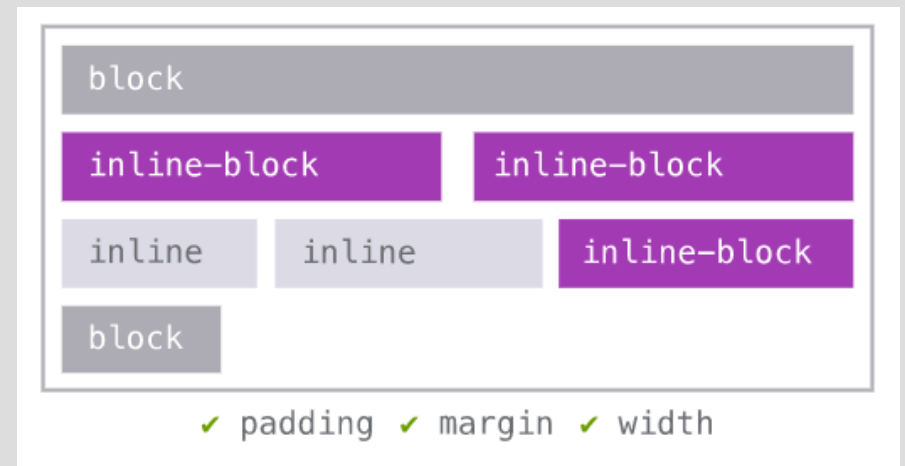 block
inline-block inline-block
inline inline inline-block
block
✔ padding ✔ margin ✔ width